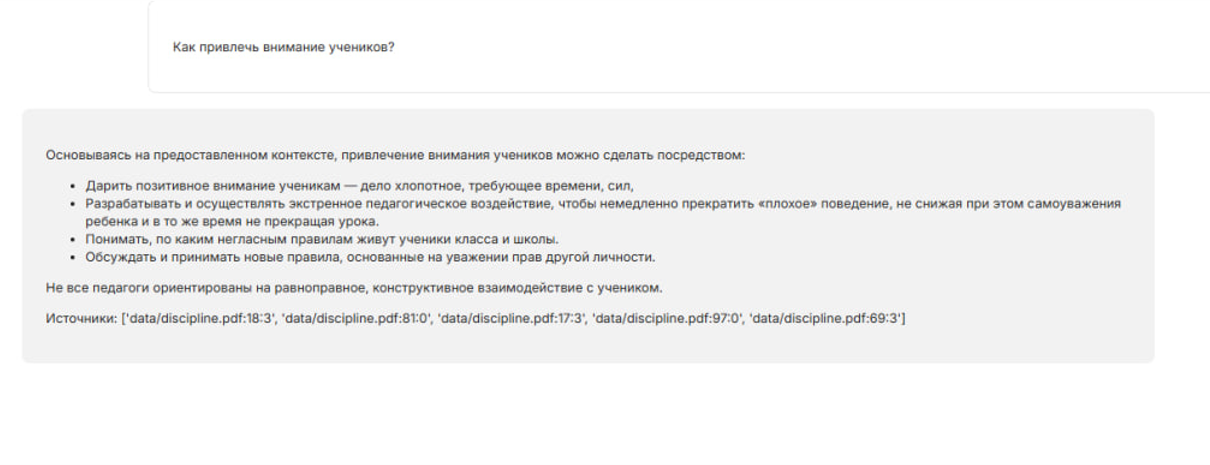 Как привлечь внимание учеников?
Основываясь на предоставленном контексте, привлечение внимания учеников можно сделать посредством:
• Дарить позитивное внимание ученикам — дело хлопотное, требующее времени, сил,
• Разрабатывать и осуществлять экстренное педагогическое воздействие, чтобы немедленно прекратить «плохое» поведение, не снижая при этом самоуважения
ребенка и в то же время не прекращая урока.
• Понимать, по каким негласным правилам живут ученики класса и школы.
• Обсуждать и принимать новые правила, основанные на уважении прав другой личности.
Не все педагоги ориентированы на равноправное, конструктивное взаимодействие с учеником.
Источники: ['data/discipline.pdf:18:3', 'data/discipline.pdf:81:0', 'data/discipline.pdf:17:3', 'data/discipline.pdf:97:0', 'data/discipline.pdf:69:3']